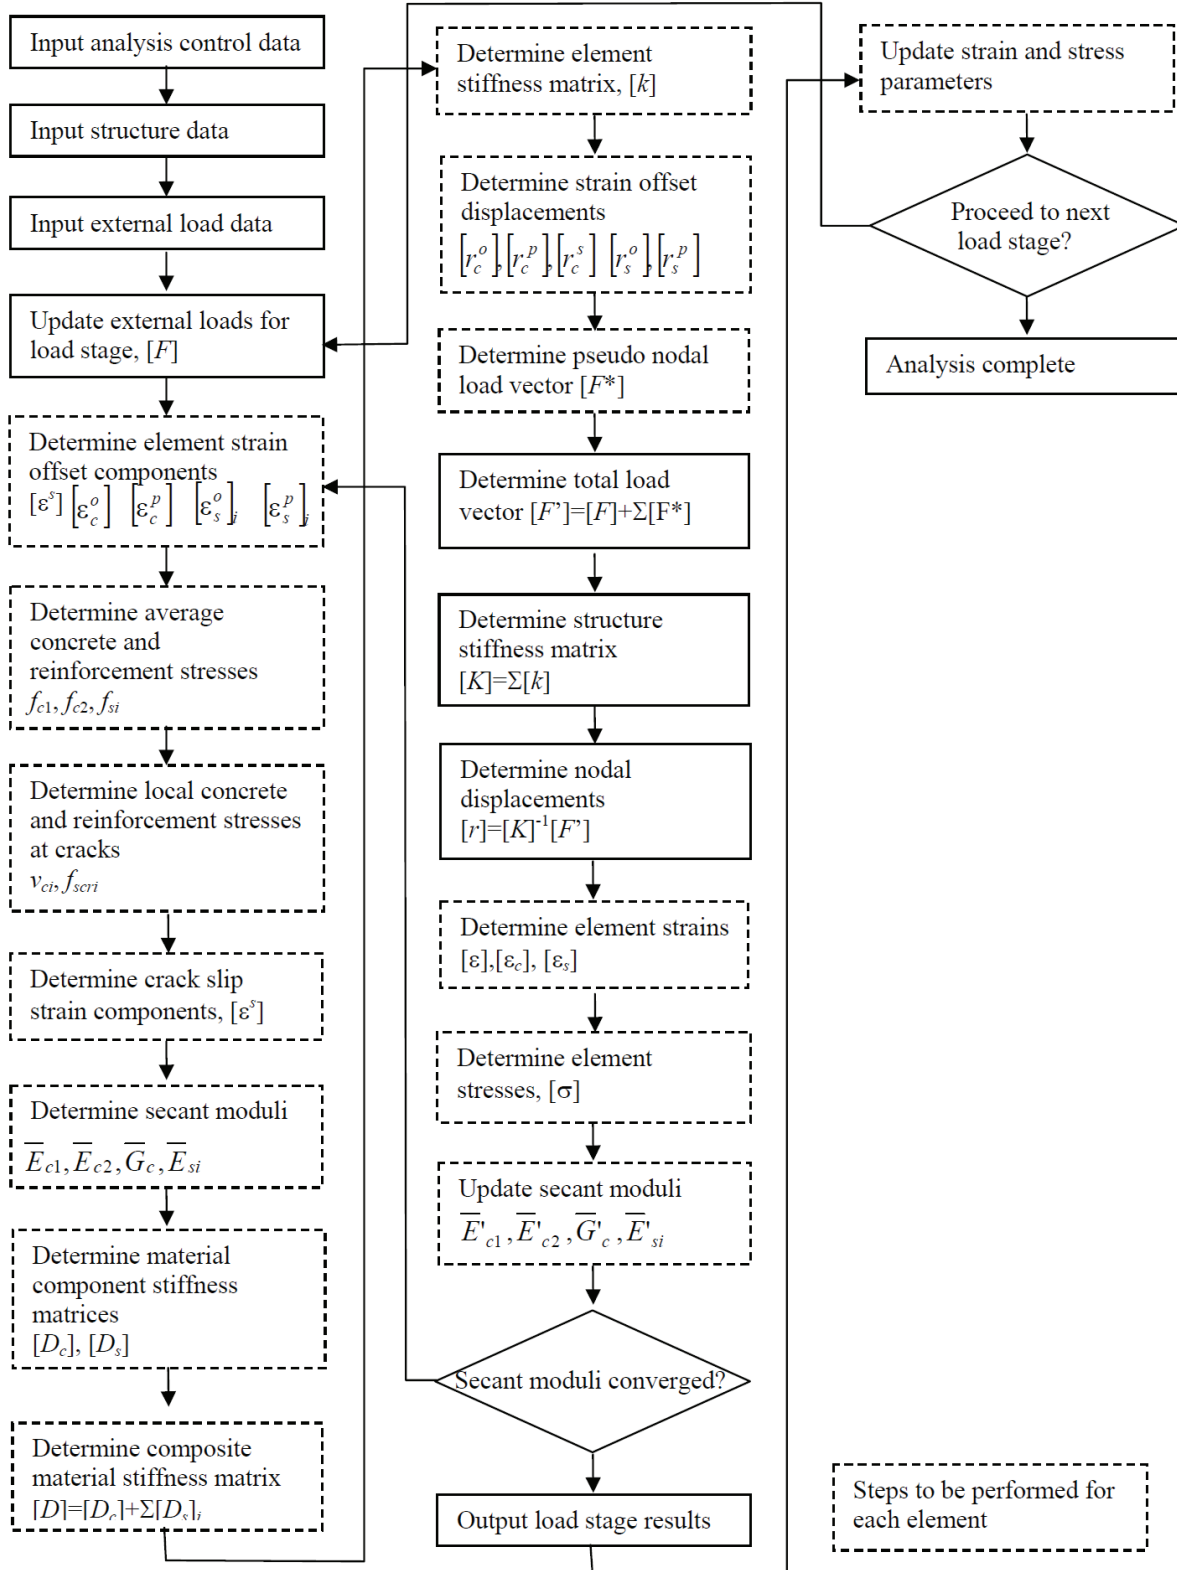 Input analysis control data
Input structure data
Input external load data
Update external loads for
load stage, [F]
Determine element strain
offset components
[εˢ] [ε_c^o] [ε_c^p] [ε_s^o]_i [ε_s^p]_i
Determine average
concrete and
reinforcement stresses
f_c1, f_c2, f_si
Determine local concrete
and reinforcement stresses
at cracks
v_ci, f_scri
Determine crack slip
strain components, [εˢ]
Determine secant moduli
E̅_c1, E̅_c2, G̅_c, E̅_si
Determine material
component stiffness
matrices
[D_c], [D_s]
Determine composite
material stiffness matrix
[D]=[D_c]+Σ[D_s]_i
Determine element
stiffness matrix, [k]
Determine strain offset
displacements
[r_c^o],[r_c^p],[r_c^s] [r_s^o],[r_s^p]
Determine pseudo nodal
load vector [F*]
Determine total load
vector [F’]=[F]+Σ[F*]
Determine structure
stiffness matrix
[K]=Σ[k]
Determine nodal
displacements
[r]=[K]⁻¹[F’]
Determine element strains
[ε],[ε_c], [ε_s]
Determine element
stresses, [σ]
Update secant moduli
E̅'_c1, E̅'_c2, G̅'_c, E̅'_si
Secant moduli converged?
Output load stage results
Update strain and stress
parameters
Proceed to next
load stage?
Analysis complete
Steps to be performed for
each element